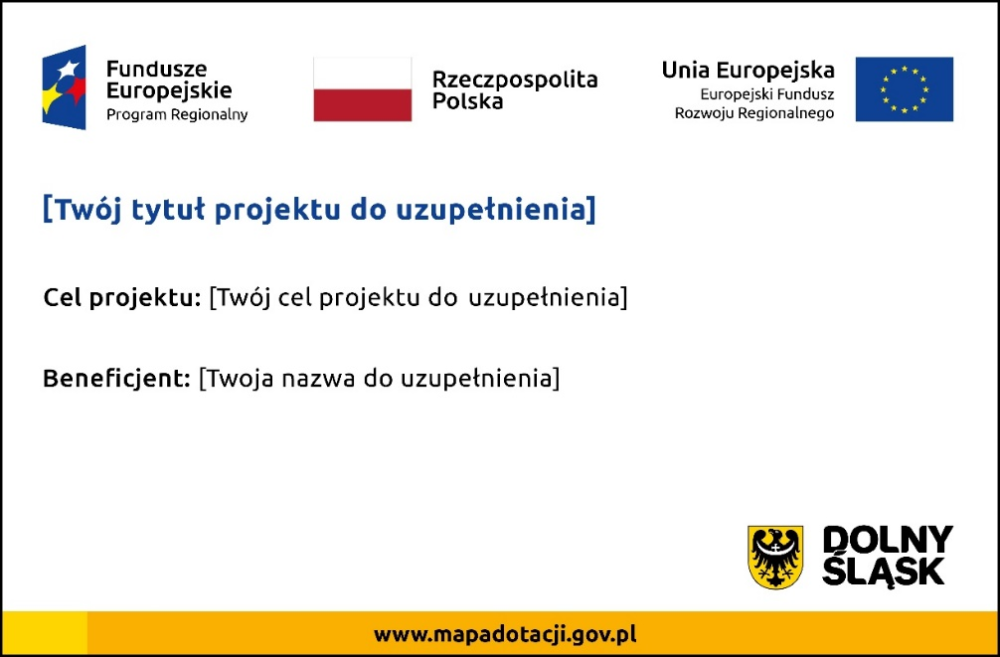 Fundusze
Europejskie
Program Regionalny
Rzeczpospolita
Polska
Unia Europejska
Europejski Fundusz
Rozwoju Regionalnego
[Twój tytuł projektu do uzupełnienia]
Cel projektu: [Twój cel projektu do uzupełnienia]
Beneficjent: [Twoja nazwa do uzupełnienia]
DOLNY
ŚLĄSK
www.mapadotacji.gov.pl